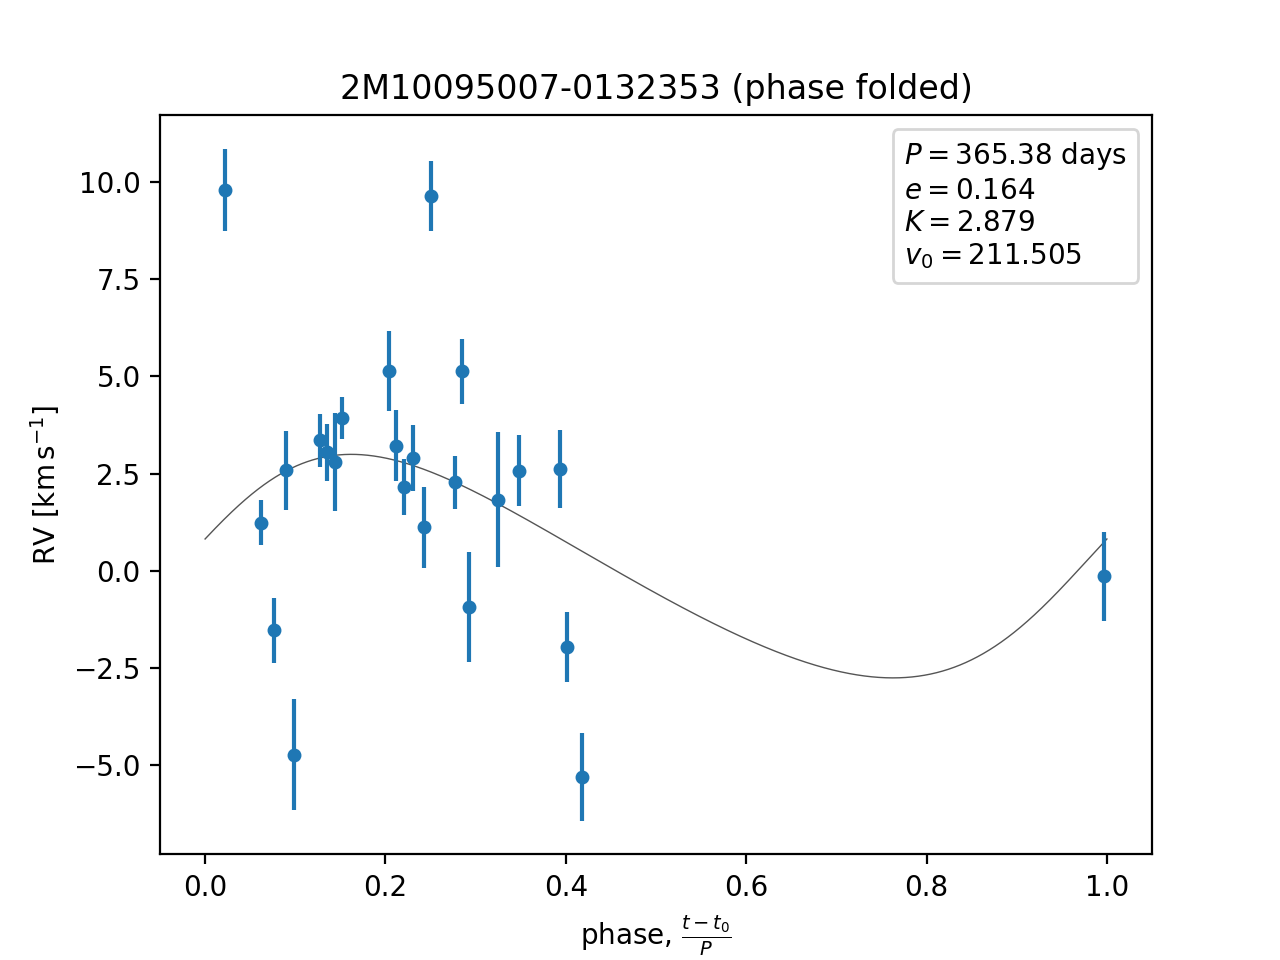 2M10095007-0132353 (phase folded)
P = 365.38 days
e = 0.164
K = 2.879
v₀ = 211.505
RV [km s⁻¹]
10.0
7.5
5.0
2.5
0.0
−2.5
−5.0
0.0 0.2 0.4 0.6 0.8 1.0
phase, (t − t₀)/P